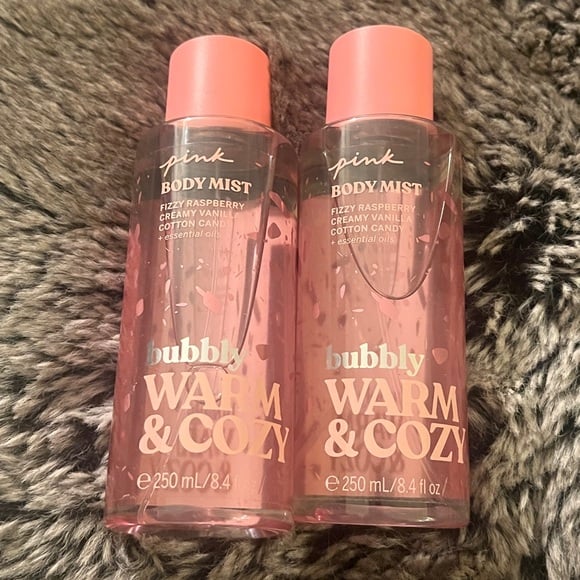 pink
BODY MIST
FIZZY RASPBERRY
CREAMY VANILLA
COTTON CANDY
+ essential oils
bubbly
WARM
& COZY
℮ 250 mL/8.4
pink
BODY MIST
FIZZY RASPBERRY
CREAMY VANILLA
COTTON CANDY
+ essential oils
bubbly
WARM
& COZY
℮ 250 mL/8.4 fl oz